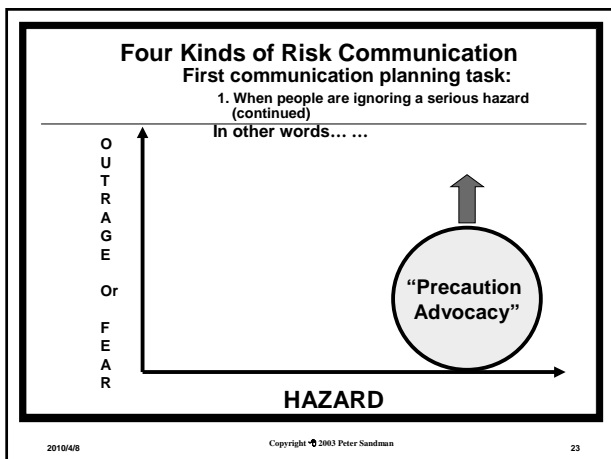 Four Kinds of Risk Communication
First communication planning task:
1. When people are ignoring a serious hazard
(continued)
In other words… …
O
U
T
R
A
G
E
Or
F
E
A
R
“Precaution
Advocacy”
HAZARD
2010/4/8
Copyright 2003 Peter Sandman
23